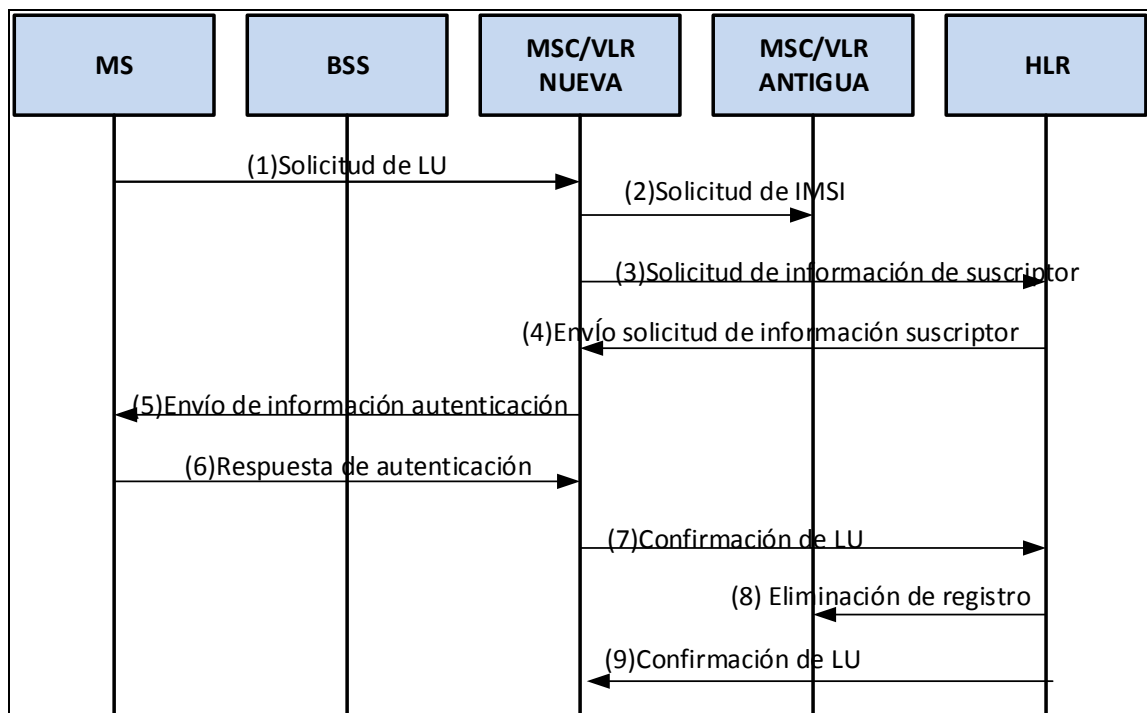 MS
BSS
MSC/VLR
NUEVA
MSC/VLR
ANTIGUA
HLR
(1)Solicitud de LU
(2)Solicitud de IMSI
(3)Solicitud de información de suscriptor
(4)Envío solicitud de información suscriptor
(5)Envío de información autenticación
(6)Respuesta de autenticación
(7)Confirmación de LU
(8) Eliminación de registro
(9)Confirmación de LU